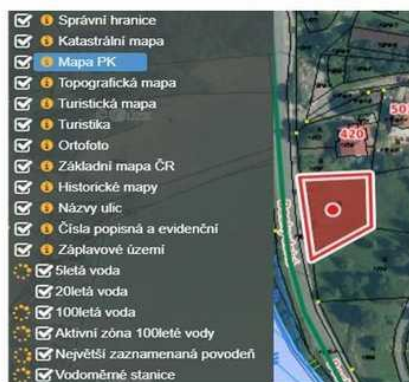 Správní hranice
Katastrální mapa
Mapa PK
Topografická mapa
Turistická mapa
Turistika
Ortofoto
Základní mapa ČR
Historické mapy
Názvy ulic
Čísla popisná a evidenční
Záplavové území
5letá voda
20letá voda
100letá voda
Aktivní zóna 100leté vody
Největší zaznamenaná povodeň
Vodoměrné stanice
50
420